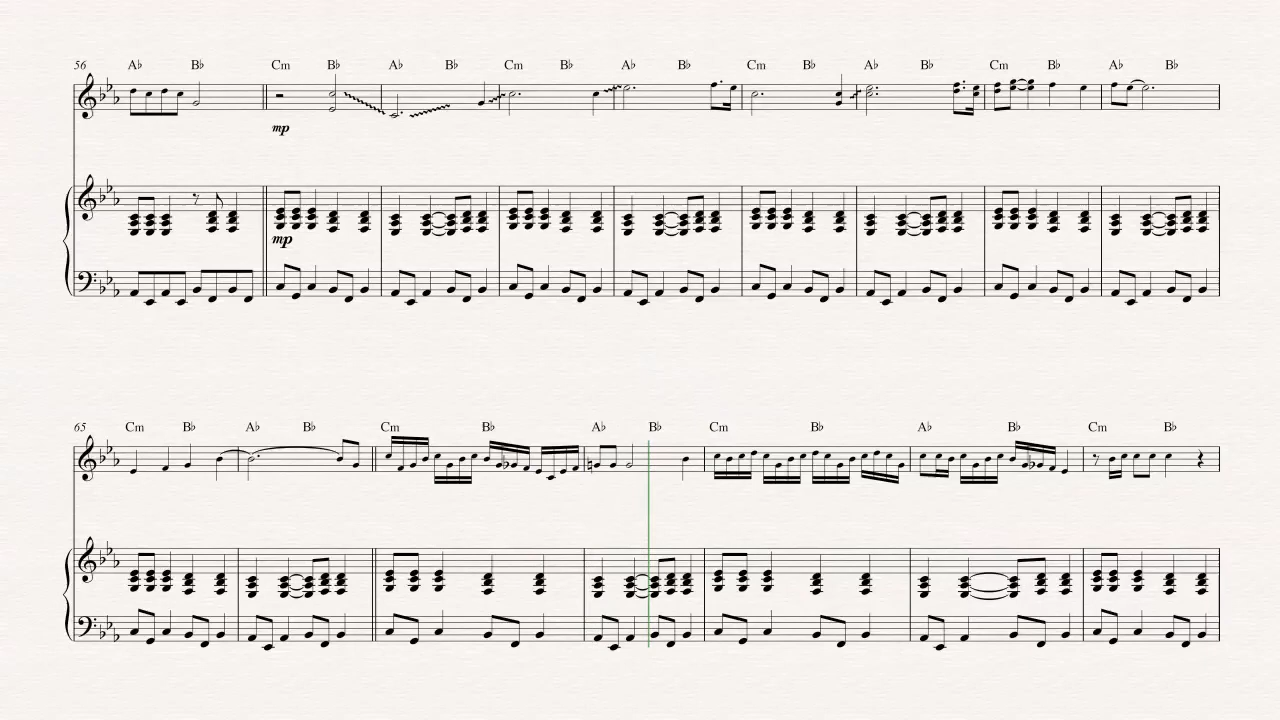 56 A♭ B♭ Cm B♭ A♭ B♭ Cm B♭ A♭ B♭ Cm B♭ A♭ B♭ Cm B♭ A♭ B♭
mp
mp
65 Cm B♭ A♭ B♭ Cm B♭ A♭ B♭ Cm B♭ A♭ B♭ Cm B♭